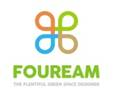 FOUREAM
THE PLENTIFUL GREEN SPACE DESIGNER